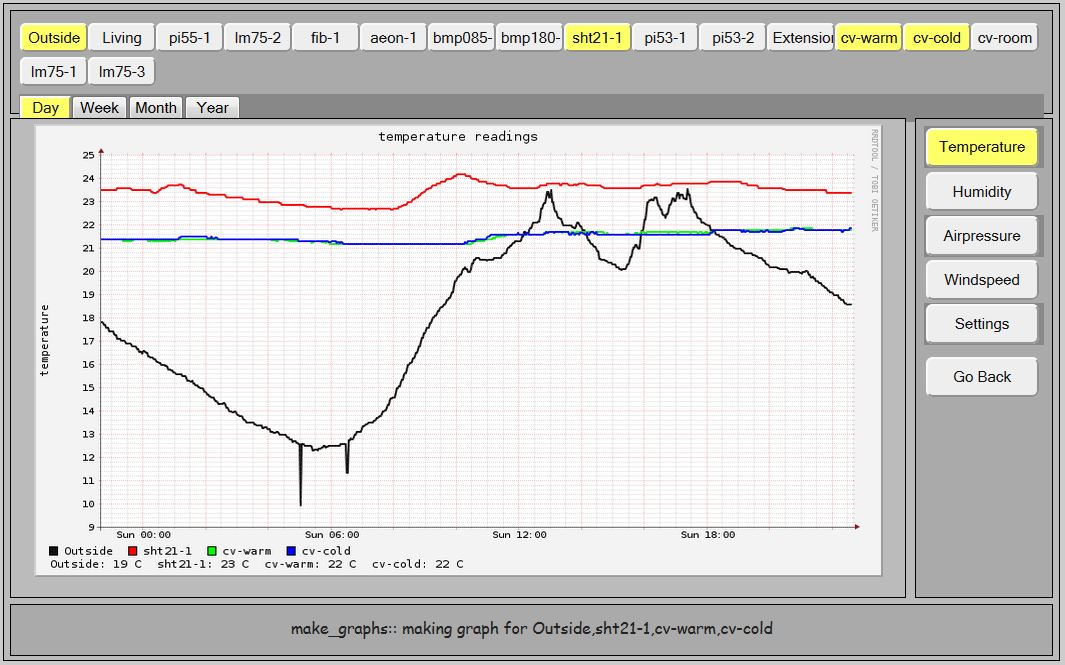 Outside Living pi55-1 lm75-2 fib-1 aeon-1 bmp085- bmp180- sht21-1 pi53-1 pi53-2 Extension cv-warm cv-cold cv-room
lm75-1 lm75-3
Day Week Month Year
temperature readings
RRDTOOL / TOBI OETIKER
temperature
25
24
23
22
21
20
19
18
17
16
15
14
13
12
11
10
9
Sun 00:00 Sun 06:00 Sun 12:00 Sun 18:00
Outside sht21-1 cv-warm cv-cold
Outside: 19 C sht21-1: 23 C cv-warm: 22 C cv-cold: 22 C
Temperature
Humidity
Airpressure
Windspeed
Settings
Go Back
make_graphs:: making graph for Outside,sht21-1,cv-warm,cv-cold